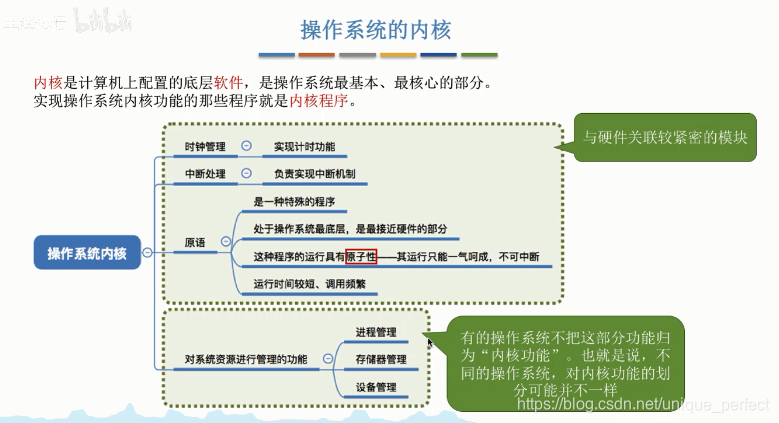 操作系统的内核
内核是计算机上配置的底层软件，是操作系统最基本、最核心的部分。
实现操作系统内核功能的那些程序就是内核程序。
与硬件关联较紧密的模块
时钟管理
实现计时功能
中断处理
负责实现中断机制
是一种特殊的程序
处于操作系统最底层，是最接近硬件的部分
原语
这种程序的运行具有原子性——其运行只能一气呵成，不可中断
运行时间较短、调用频繁
操作系统内核
进程管理
对系统资源进行管理的功能
存储器管理
设备管理
有的操作系统不把这部分功能归
为“内核功能”。也就是说，不
同的操作系统，对内核功能的划
分可能并不一样
https://blog.csdn.net/unique_perfect